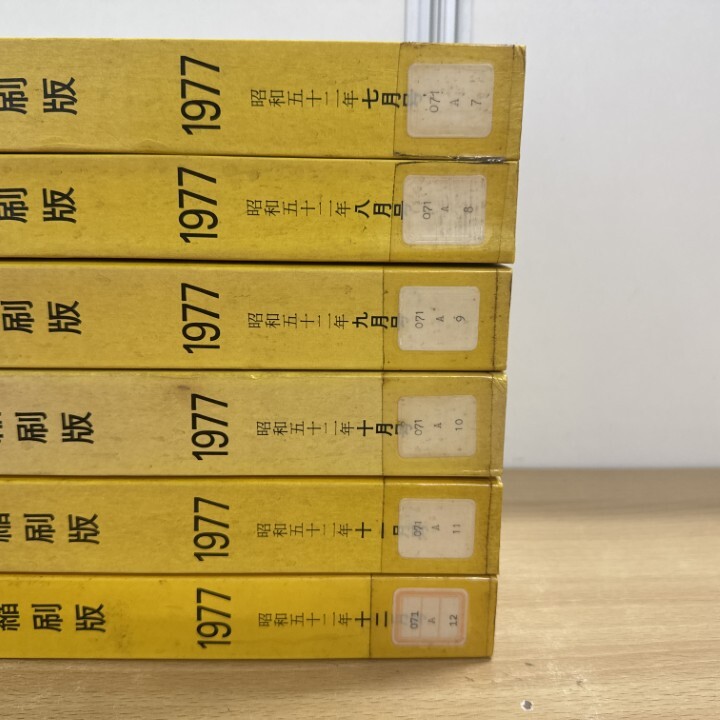 刷版 1977 昭和五十二年七月号 071 A 7
刷版 1977 昭和五十二年八月号 071 A 8
刷版 1977 昭和五十二年九月号 071 A 9
刷版 1977 昭和五十二年十月号 071 A 10
縮刷版 1977 昭和五十二年十一月号 071 A 11
縮刷版 1977 昭和五十二年十二 071 A 12